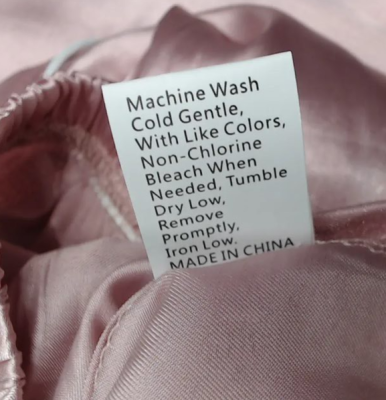 Machine Wash
Cold Gentle,
With Like Colors,
Non-Chlorine
Bleach When
Needed, Tumble
Dry Low,
Remove
Promptly,
Iron Low.
MADE IN CHINA